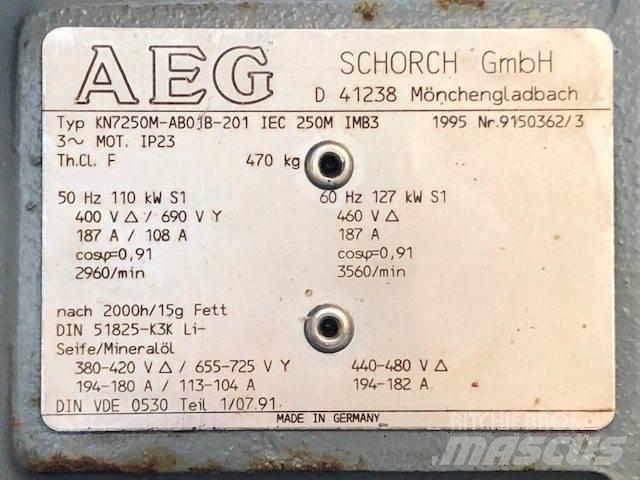 AEG SCHORCH GmbH
D 41238 Mönchengladbach
Typ KN7250M-AB01B-201 IEC 250M IMB3 1995 Nr.9150362/3
3~ MOT. IP23
Th.Cl. F 470 kg
50 Hz 110 kW S1 60 Hz 127 kW S1
400 V △ / 690 V Y 460 V △
187 A / 108 A 187 A
cosφ=0,91 cosφ=0,91
2960/min 3560/min
nach 2000h/15g Fett
DIN 51825-K3K Li-
Seife/Mineralöl
380-420 V △ / 655-725 V Y 440-480 V △
194-180 A / 113-104 A 194-182 A
DIN VDE 0530 Teil 1/07.91
MADE IN GERMANY
MASCUS